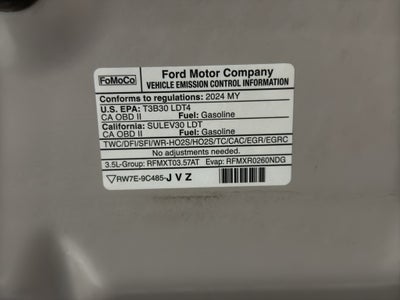 FoMoCo
Ford Motor Company
VEHICLE EMISSION CONTROL INFORMATION
Conforms to regulations: 2024 MY
U.S. EPA: T3B30 LDT4
CA OBD II Fuel: Gasoline
California: SULEV30 LDT
CA OBD II Fuel: Gasoline
TWC/DFI/SFI/WR-HO2S/HO2S/TC/CAC/EGR/EGRC
No adjustments needed.
3.5L-Group: RFMXT03.57AT Evap: RFMXR0260NDG
▽RW7E-9C485-J V Z